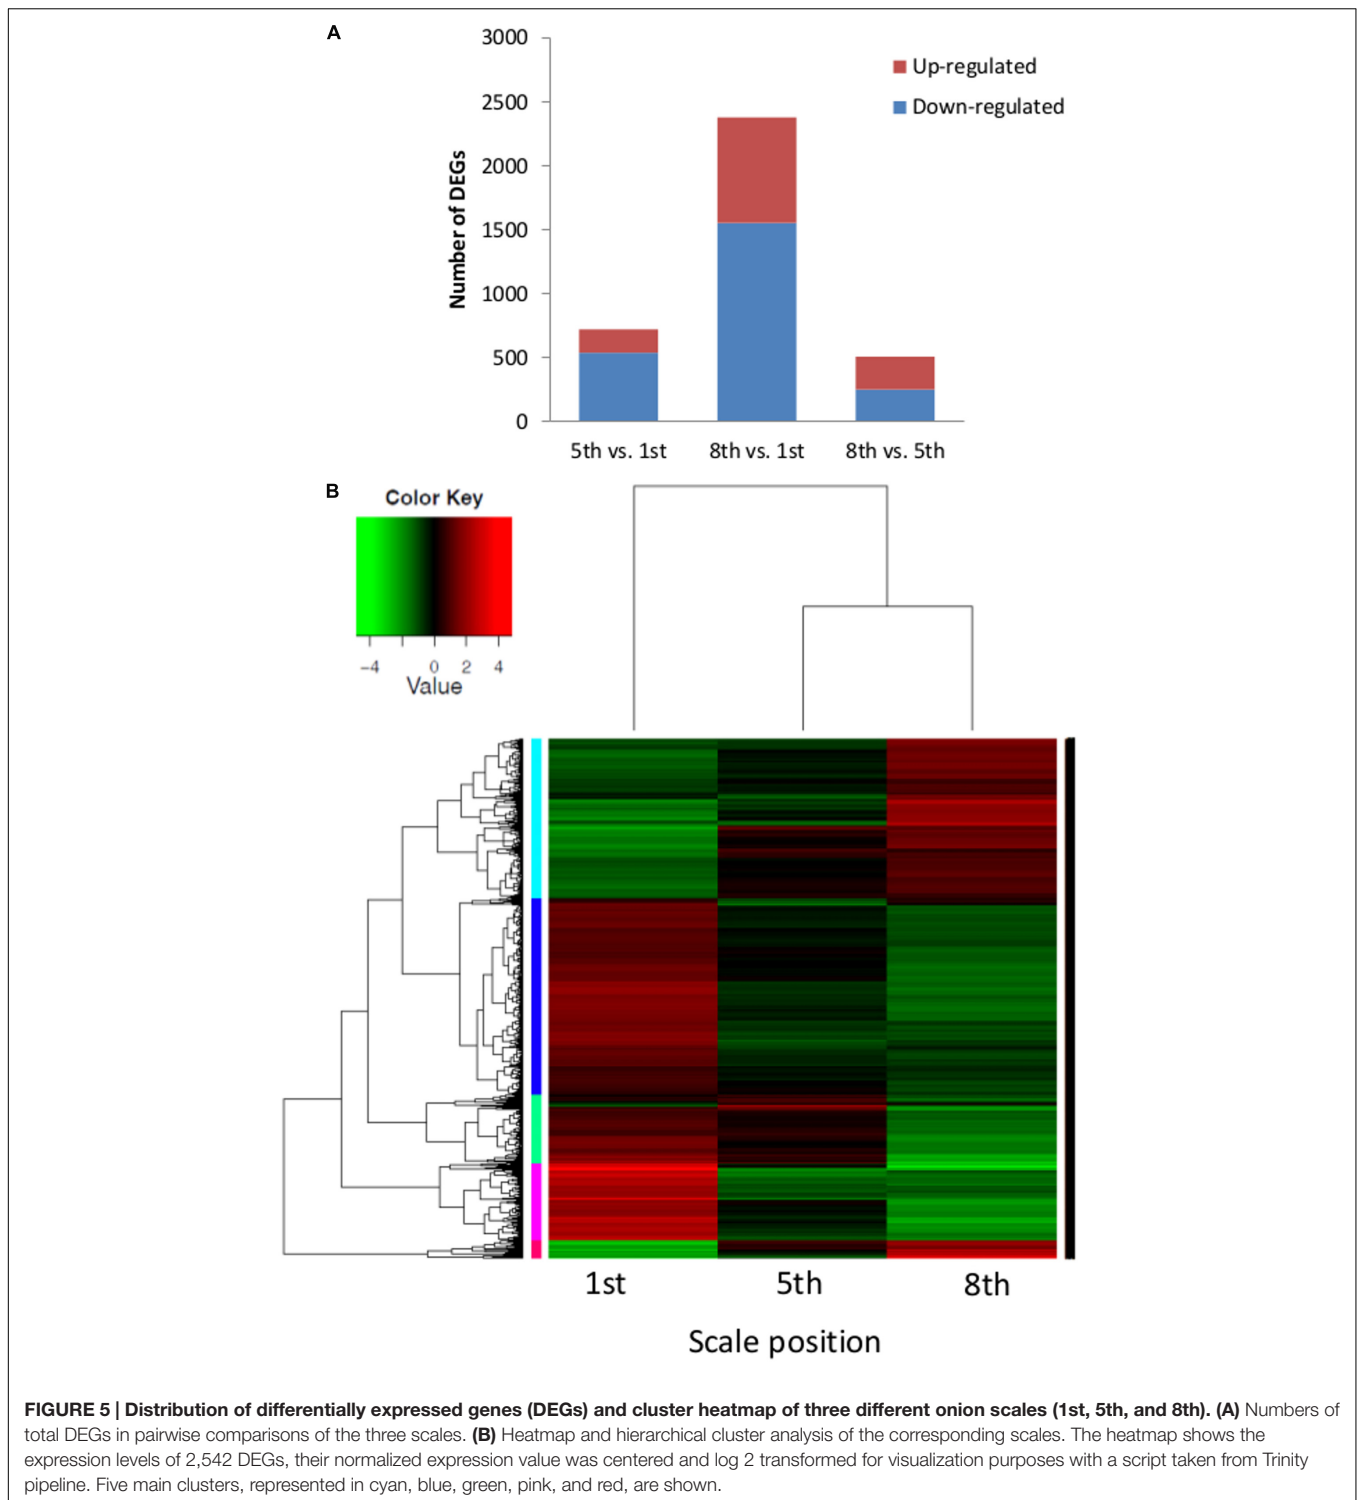 A
3000
2500
2000
1500
1000
500
0
Number of DEGs
Up-regulated
Down-regulated
5th vs. 1st 8th vs. 1st 8th vs. 5th
B
Color Key
−4 0 2 4
Value
1st 5th 8th
Scale position
FIGURE 5 | Distribution of differentially expressed genes (DEGs) and cluster heatmap of three different onion scales (1st, 5th, and 8th). (A) Numbers of
total DEGs in pairwise comparisons of the three scales. (B) Heatmap and hierarchical cluster analysis of the corresponding scales. The heatmap shows the
expression levels of 2,542 DEGs, their normalized expression value was centered and log 2 transformed for visualization purposes with a script taken from Trinity
pipeline. Five main clusters, represented in cyan, blue, green, pink, and red, are shown.